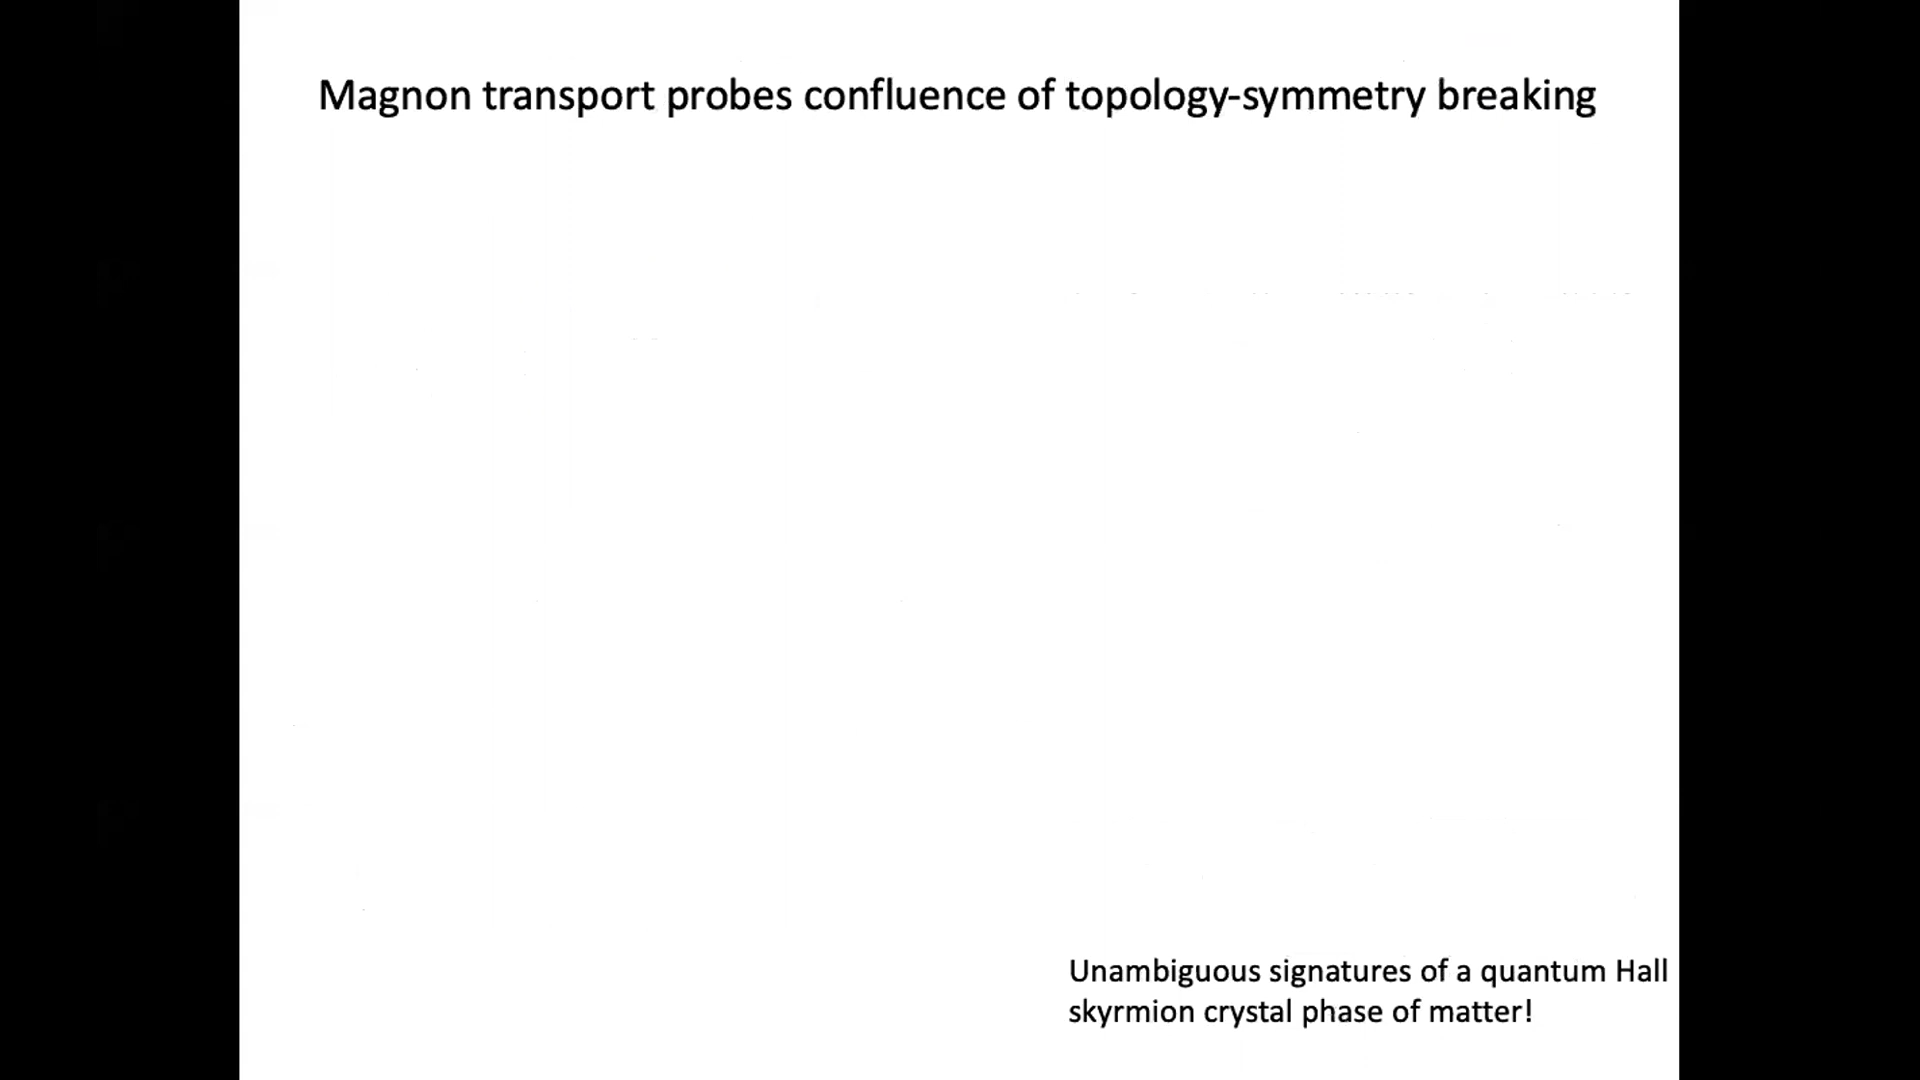 Magnon transport probes confluence of topology-symmetry breaking
Unambiguous signatures of a quantum Hall
skyrmion crystal phase of matter!